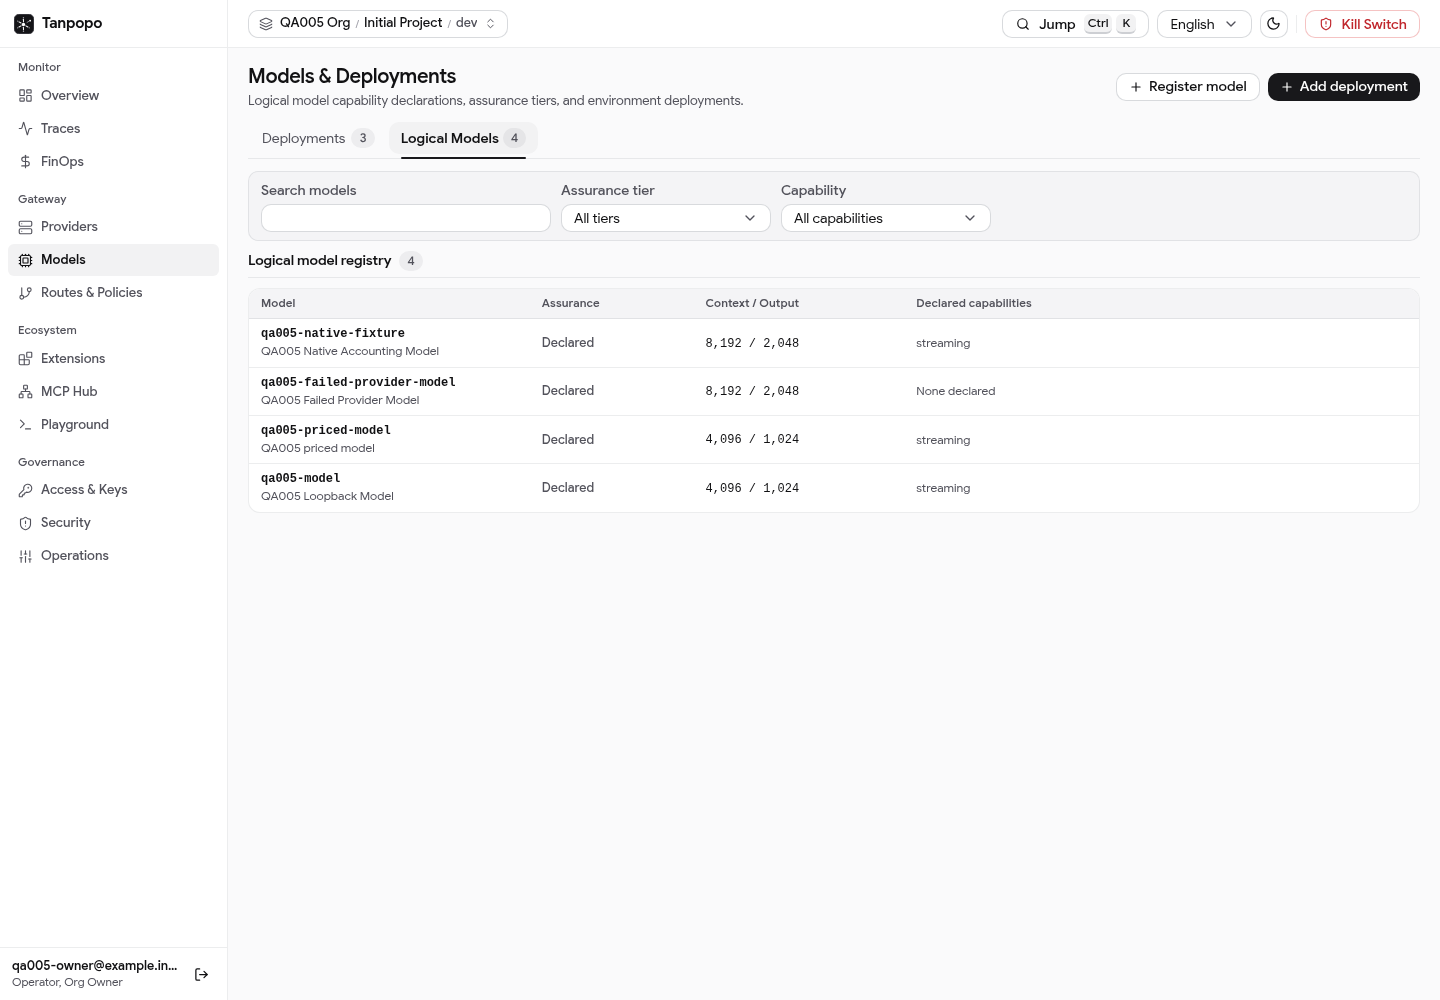 Tanpopo
QA005 Org / Initial Project / dev
Jump Ctrl K
English
Kill Switch
Monitor
Overview
Traces
FinOps
Gateway
Providers
Models
Routes & Policies
Ecosystem
Extensions
MCP Hub
Playground
Governance
Access & Keys
Security
Operations
qa005-owner@example.in...
Operator, Org Owner
Models & Deployments
Logical model capability declarations, assurance tiers, and environment deployments.
Register model
Add deployment
Deployments 3
Logical Models 4
Search models
Assurance tier
Capability
All tiers
All capabilities
Logical model registry 4
Model Assurance Context / Output Declared capabilities
qa005-native-fixture
QA005 Native Accounting Model
Declared
8,192 / 2,048
streaming
qa005-failed-provider-model
QA005 Failed Provider Model
Declared
8,192 / 2,048
None declared
qa005-priced-model
QA005 priced model
Declared
4,096 / 1,024
streaming
qa005-model
QA005 Loopback Model
Declared
4,096 / 1,024
streaming